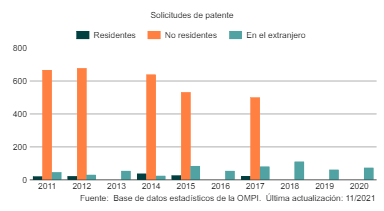 Solicitudes de patente
Residentes No residentes En el extranjero
800
600
400
200
0
2011 2012 2013 2014 2015 2016 2017 2018 2019 2020
Fuente: Base de datos estadísticos de la OMPI. Última actualización: 11/2021